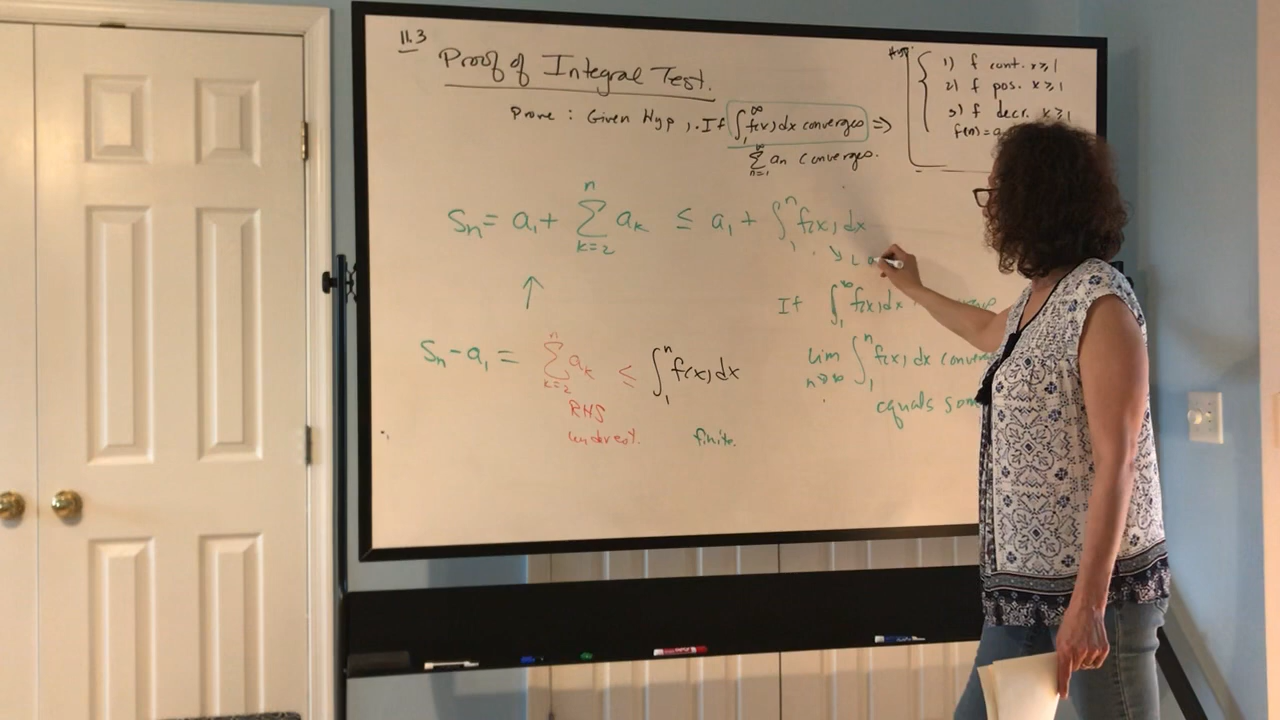 11.3
Proof of Integral Test.
Hyp:
1) f cont. x ≥ 1
2) f pos. x ≥ 1
3) f decr. x ≥ 1
f(n) = a
Prove : Given Hyp, If ∫₁^∞ f(x) dx converges ⇒
∑_{n=1}^∞ an converges.
Sn = a₁ + ∑_{k=2}^n ak ≤ a₁ + ∫₁^n f(x) dx
↑
If ∫₁^∞ f(x) dx
Sn - a₁ = ∑_{k=2}^n ak ≤ ∫₁^n f(x) dx
lim n→∞ ∫₁^n f(x) dx
equals
RHS
underest.
finite.